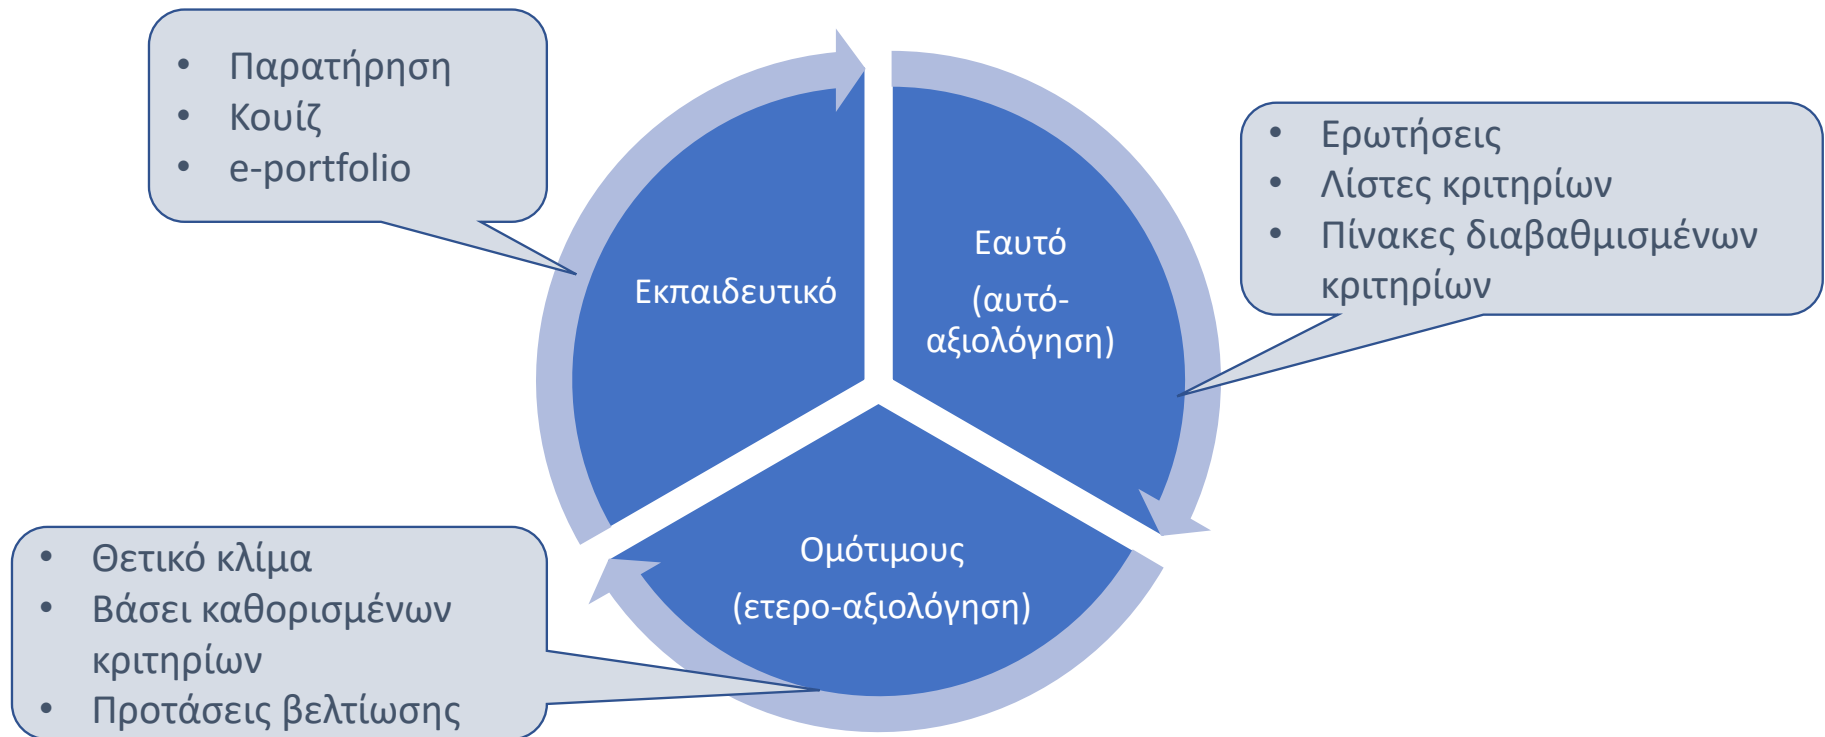 • Παρατήρηση
• Κουίζ
• e-portfolio
• Ερωτήσεις
• Λίστες κριτηρίων
• Πίνακες διαβαθμισμένων
κριτηρίων
Εκπαιδευτικό
Εαυτό
(αυτό-
αξιολόγηση)
Ομότιμους
(ετερο-αξιολόγηση)
• Θετικό κλίμα
• Βάσει καθορισμένων
κριτηρίων
• Προτάσεις βελτίωσης